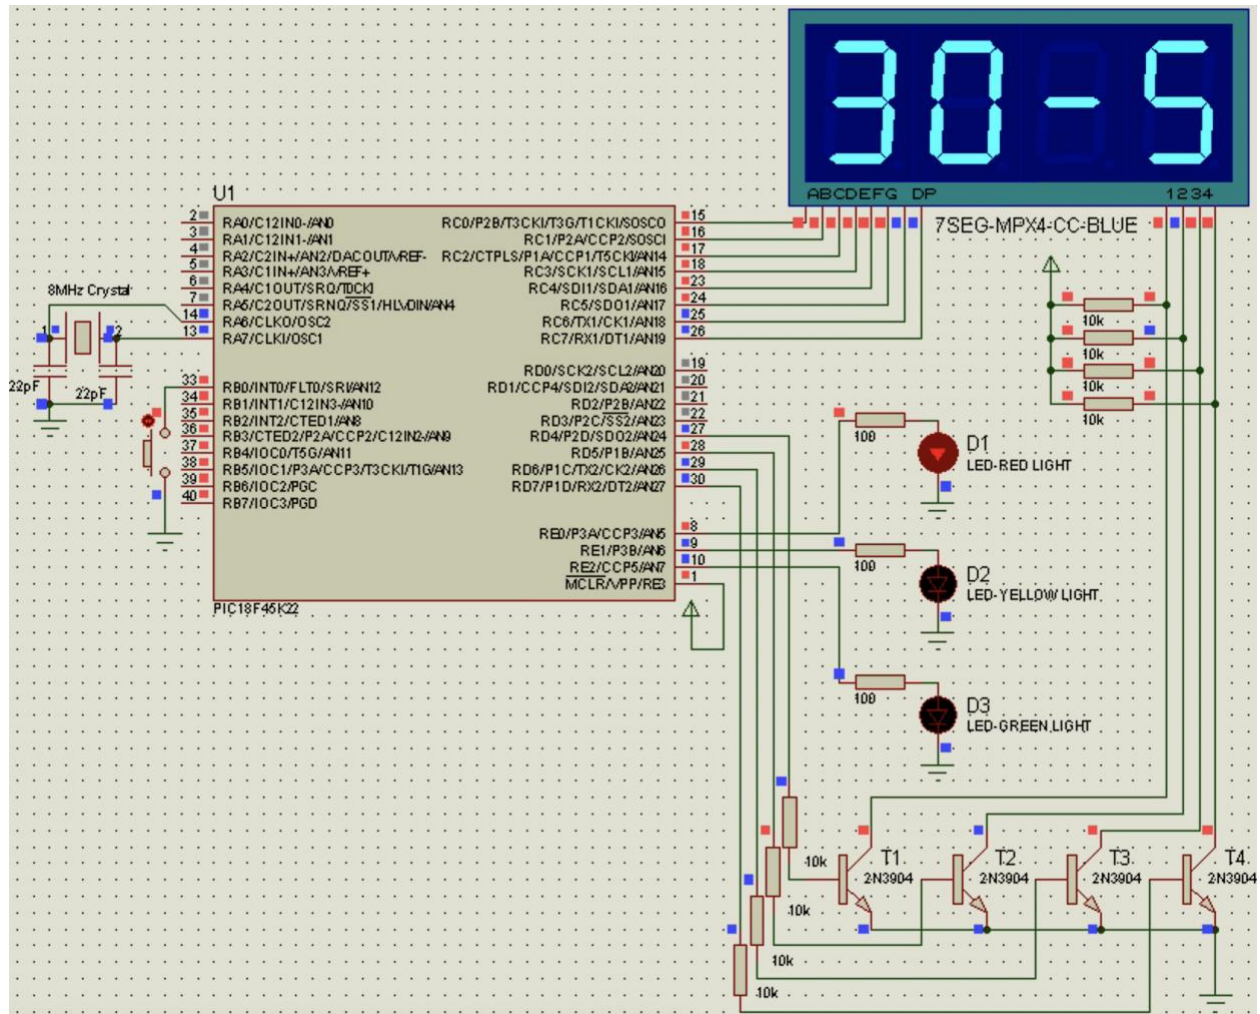 30-5
ABCDEFG DP
1234
7SEG-MPX4-CC-BLUE
U1
2
RA0/C12IN0-/AN0
3
RA1/C12IN1-/AN1
4
RA2/C2IN+/AN2/DACOUT/VREF-
5
RA3/C1IN+/AN3/VREF+
6
RA4/C1OUT/SRQ/T0CKI
7
RA5/C2OUT/SRNQ/SS1/HLVDIN/AN4
14
RA6/CLKO/OSC2
13
RA7/CLKI/OSC1
33
RB0/INT0/FLT0/SRI/AN12
34
RB1/INT1/C12IN3-/AN10
35
RB2/INT2/CTED1/AN8
36
RB3/CTED2/P2A/CCP2/C12IN2-/AN9
37
RB4/IOC0/T5G/AN11
38
RB5/IOC1/P3A/CCP3/T3CKI/T1G/AN13
39
RB6/IOC2/PGC
40
RB7/IOC3/PGD
RC0/P2B/T3CKI/T3G/T1CKI/SOSCO
15
RC1/P2A/CCP2/SOSCI
16
RC2/CTPLS/P1A/CCP1/T5CKI/AN14
17
RC3/SCK1/SCL1/AN15
18
RC4/SDI1/SDA1/AN16
23
RC5/SDO1/AN17
24
RC6/TX1/CK1/AN18
25
RC7/RX1/DT1/AN19
26
RD0/SCK2/SCL2/AN20
19
RD1/CCP4/SDI2/SDA2/AN21
20
RD2/P2B/AN22
21
RD3/P2C/SS2/AN23
22
RD4/P2D/SDO2/AN24
27
RD5/P1B/AN25
28
RD6/P1C/TX2/CK2/AN26
29
RD7/P1D/RX2/DT2/AN27
30
RE0/P3A/CCP3/AN5
8
RE1/P3B/AN6
9
RE2/CCP5/AN7
10
MCLR/VPP/RE3
1
PIC18F45K22
8MHz Crystal
1
2
22pF
22pF
10k
10k
10k
10k
100
D1
LED-RED LIGHT
100
D2
LED-YELLOW LIGHT
100
D3
LED-GREEN LIGHT
10k
10k
10k
10k
T1
2N3904
T2
2N3904
T3
2N3904
T4
2N3904